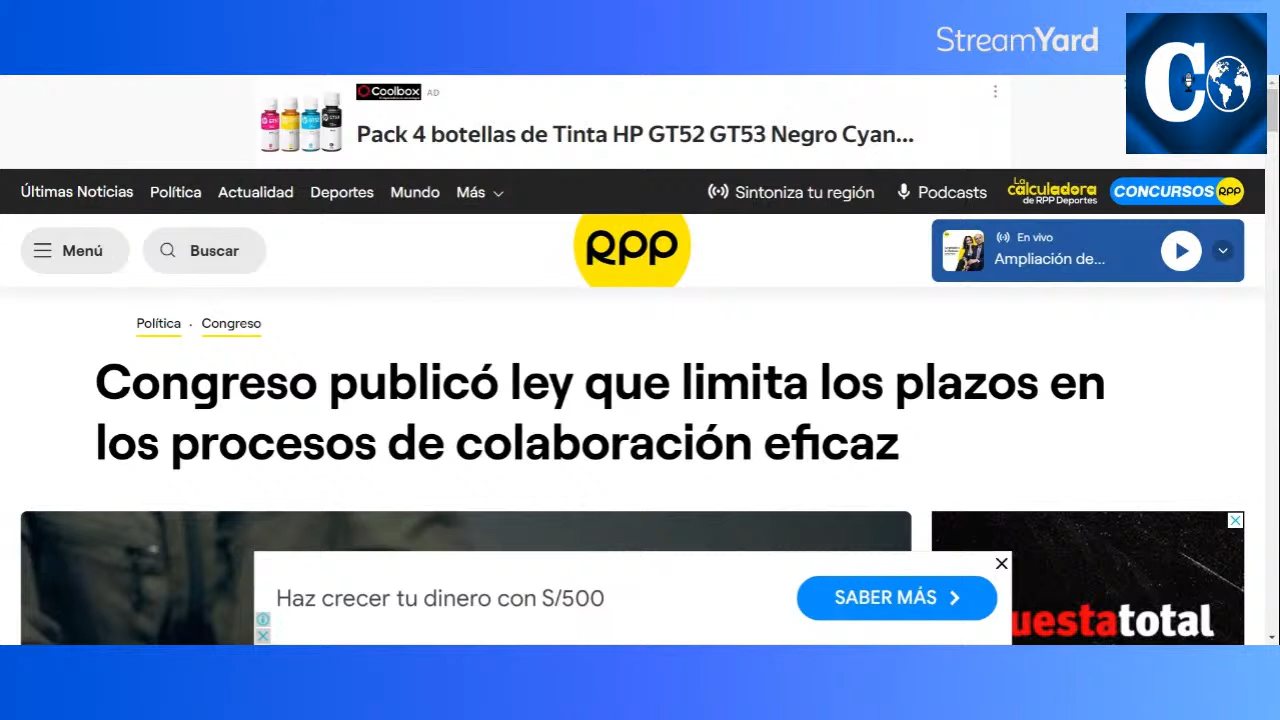 StreamYard
CO
Coolbox
AD
Pack 4 botellas de Tinta HP GT52 GT53 Negro Cyan...
Últimas Noticias Política Actualidad Deportes Mundo Más
Sintoniza tu región Podcasts
La calculadora de RPP Deportes
CONCURSOS RPP
Menú
Buscar
RPP
En vivo
Ampliación de...
Política · Congreso
Congreso publicó ley que limita los plazos en
los procesos de colaboración eficaz
Haz crecer tu dinero con S/500
SABER MÁS
uestatotal